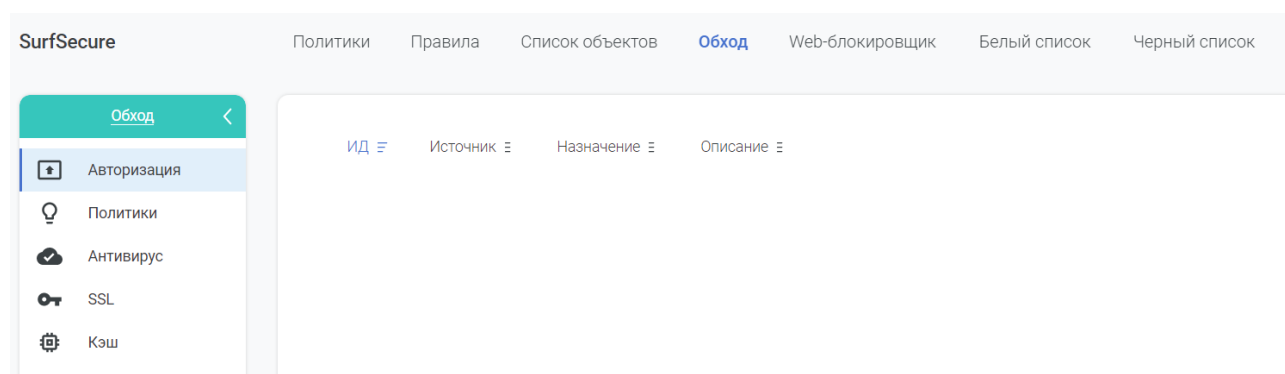 SurfSecure Политики Правила Список объектов Обход Web-блокировщик Белый список Черный список
Обход
ИД Источник Назначение Описание
Авторизация
Политики
Антивирус
SSL
Кэш